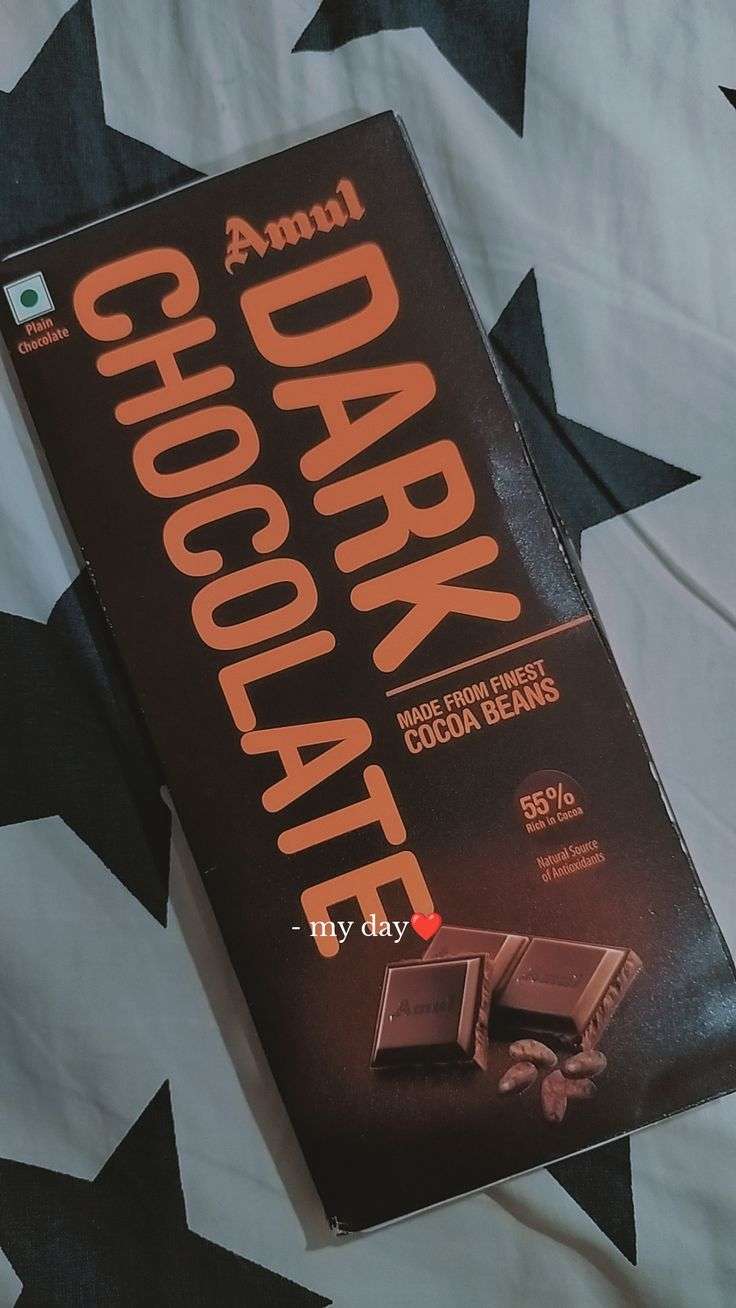 Amul
DARK
CHOCOLATE
Plain
Chocolate
MADE FROM FINEST
COCOA BEANS
55%
Rich in Cocoa
Natural Source
of Antioxidants
- my day❤️
Amul
Amul